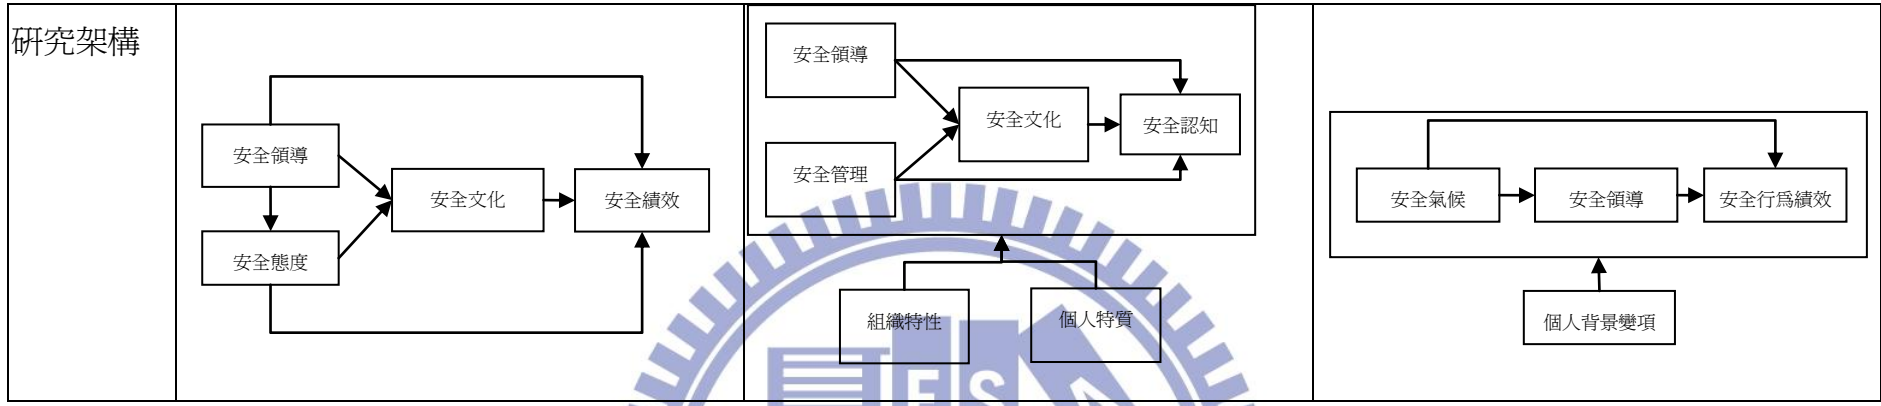 研究架構
安全領導
安全態度
安全文化
安全績效
安全領導
安全管理
安全文化
安全認知
組織特性
個人特質
安全氣候
安全領導
安全行為績效
個人背景變項
ESA